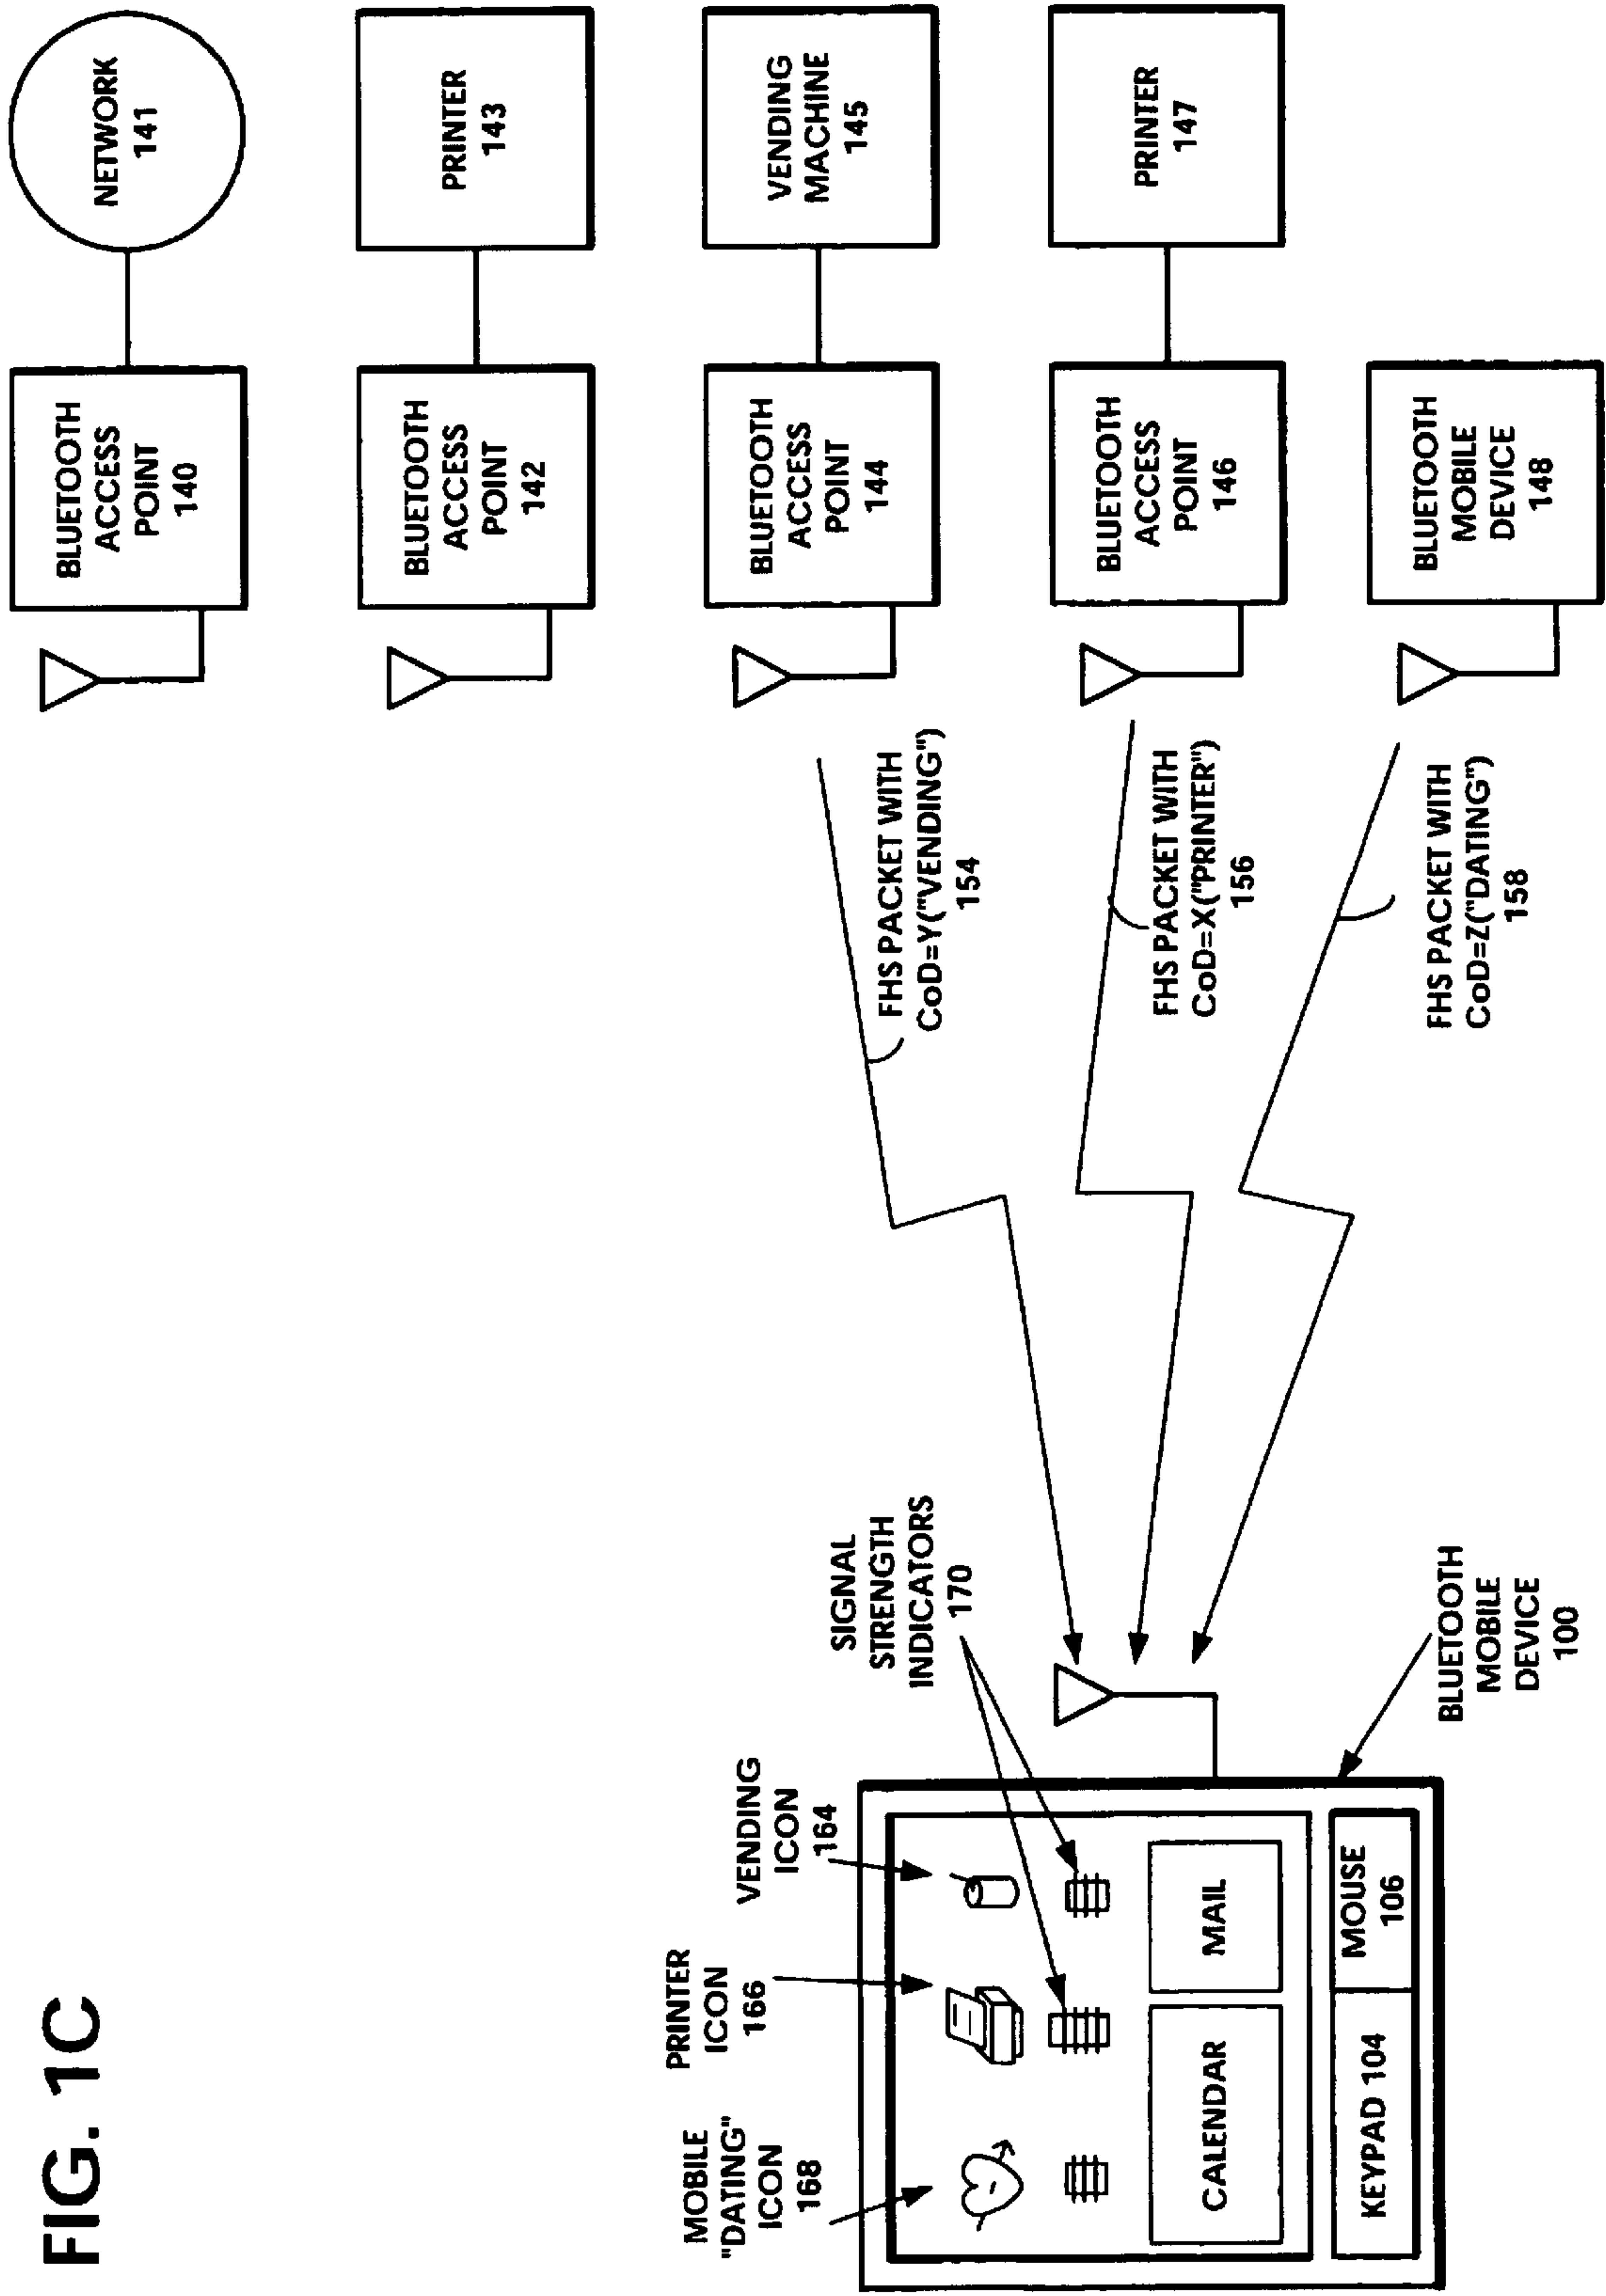 FIG. 1C
NETWORK
141
BLUETOOTH
ACCESS
POINT
140
PRINTER
143
BLUETOOTH
ACCESS
POINT
142
VENDING
MACHINE
145
BLUETOOTH
ACCESS
POINT
144
PRINTER
147
BLUETOOTH
ACCESS
POINT
146
BLUETOOTH
MOBILE
DEVICE
148
FHS PACKET WITH
CoD=Y("VENDING")
154
FHS PACKET WITH
CoD=X("PRINTER")
156
FHS PACKET WITH
CoD=Z("DATING")
158
SIGNAL
STRENGTH
INDICATORS
170
MOBILE
"DATING"
ICON
168
PRINTER
ICON
166
VENDING
ICON
164
CALENDAR
MAIL
KEYPAD 104
MOUSE
106
BLUETOOTH
MOBILE
DEVICE
100